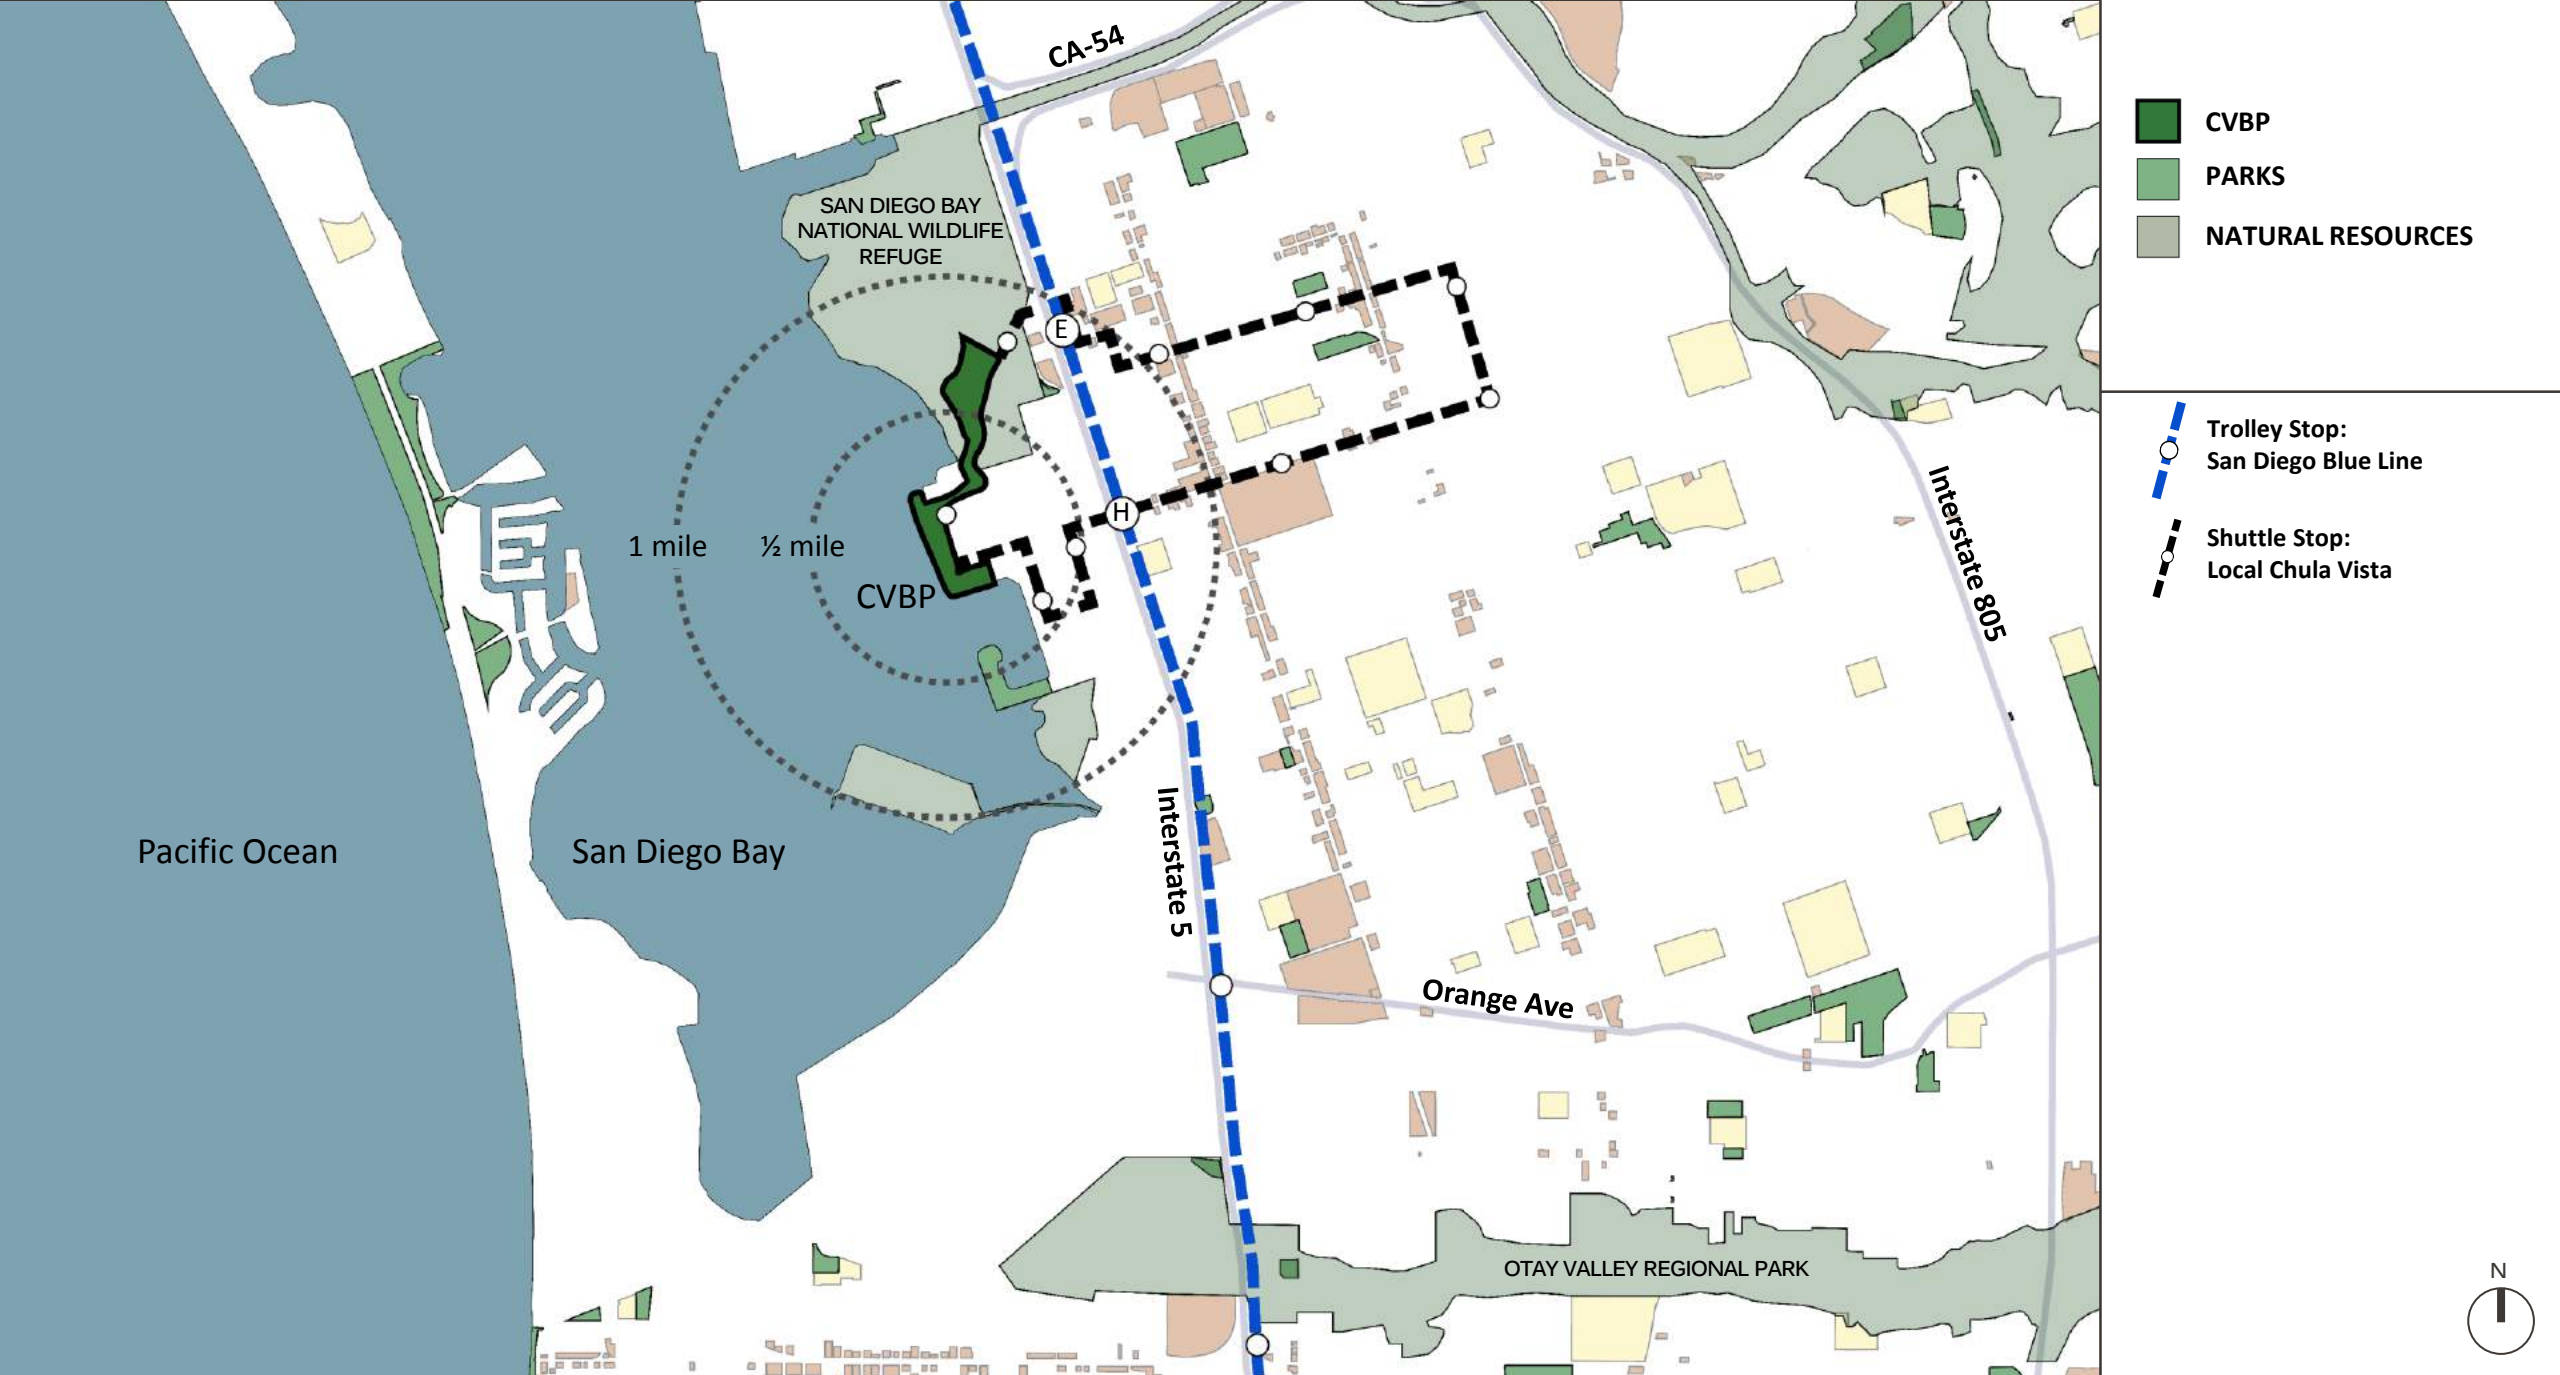 CA-54
SAN DIEGO BAY
NATIONAL WILDLIFE
REFUGE
E
H
1 mile
½ mile
CVBP
Pacific Ocean
San Diego Bay
Interstate 5
Interstate 805
Orange Ave
OTAY VALLEY REGIONAL PARK
CVBP
PARKS
NATURAL RESOURCES
Trolley Stop:
San Diego Blue Line
Shuttle Stop:
Local Chula Vista
N